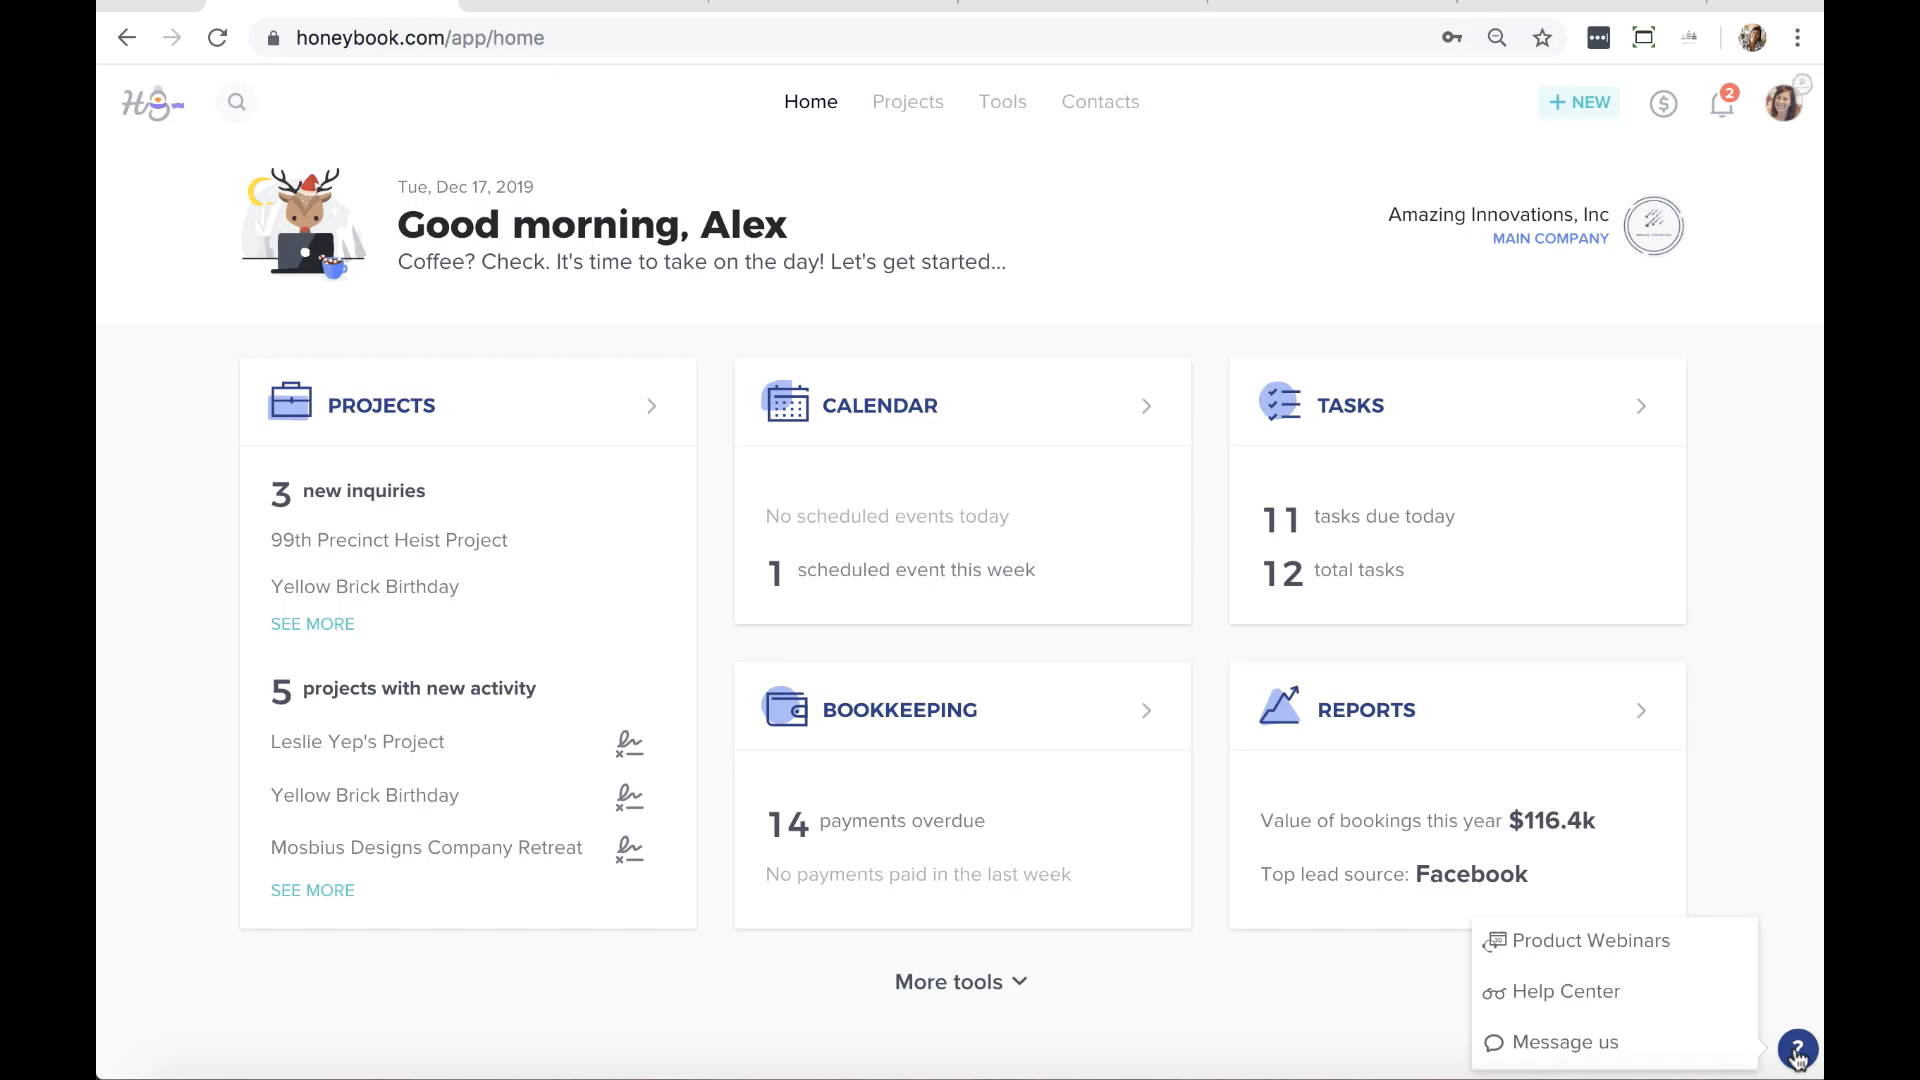 honeybook.com/app/home
Home Projects Tools Contacts
+ NEW
2
Tue, Dec 17, 2019
Good morning, Alex
Coffee? Check. It's time to take on the day! Let's get started...
Amazing Innovations, Inc
MAIN COMPANY
PROJECTS
3 new inquiries
99th Precinct Heist Project
Yellow Brick Birthday
SEE MORE
5 projects with new activity
Leslie Yep's Project
Yellow Brick Birthday
Mosbius Designs Company Retreat
SEE MORE
CALENDAR
No scheduled events today
1 scheduled event this week
TASKS
11 tasks due today
12 total tasks
BOOKKEEPING
14 payments overdue
No payments paid in the last week
REPORTS
Value of bookings this year $116.4k
Top lead source: Facebook
More tools
Product Webinars
Help Center
Message us
?